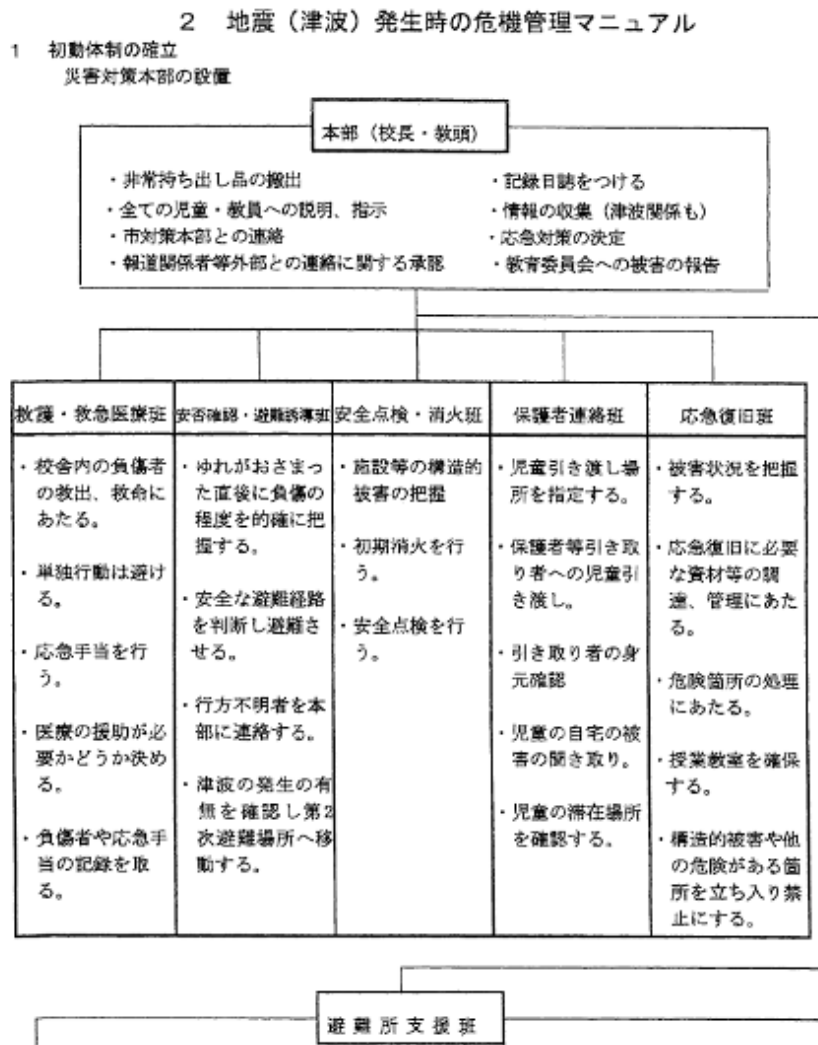 2　地震（津波）発生時の危機管理マニュアル
1　初動体制の確立
災害対策本部の設置
本部（校長・教頭）
・非常持ち出し品の搬出
・全ての児童・教員への説明、指示
・市対策本部との連絡
・報道関係者等外部との連絡に関する承認
・記録日誌をつける
・情報の収集（津波関係も）
・応急対策の決定
・教育委員会への被害の報告
救護・救急医療班
・校舎内の負傷者
の救出、救命に
あたる。
・単独行動は避け
る。
・応急手当を行
う。
・医療の援助が必
要かどうか決め
る。
・負傷者や応急手
当の記録を取
る。
安否確認・避難誘導班
・ゆれがおさまっ
た直後に負傷の
程度を的確に把
握する。
・安全な避難経路
を判断し避難さ
せる。
・行方不明者を本
部に連絡する。
・津波の発生の有
無を確認し第2
次避難場所へ移
動する。
安全点検・消火班
・施設等の構造的
被害の把握
・初期消火を行
う。
・安全点検を行
う。
保護者連絡班
・児童引き渡し場
所を指定する。
・保護者等引き取
り者への児童引
き渡し。
・引き取り者の身
元確認
・児童の自宅の被
害の聞き取り。
・児童の滞在場所
を確認する。
応急復旧班
・被害状況を把握
する。
・応急復旧に必要
な資材等の調
達、管理にあた
る。
・危険箇所の処理
にあたる。
・授業教室を確保
する。
・構造的被害や他
の危険がある箇
所を立ち入り禁
止にする。
避難所支援班